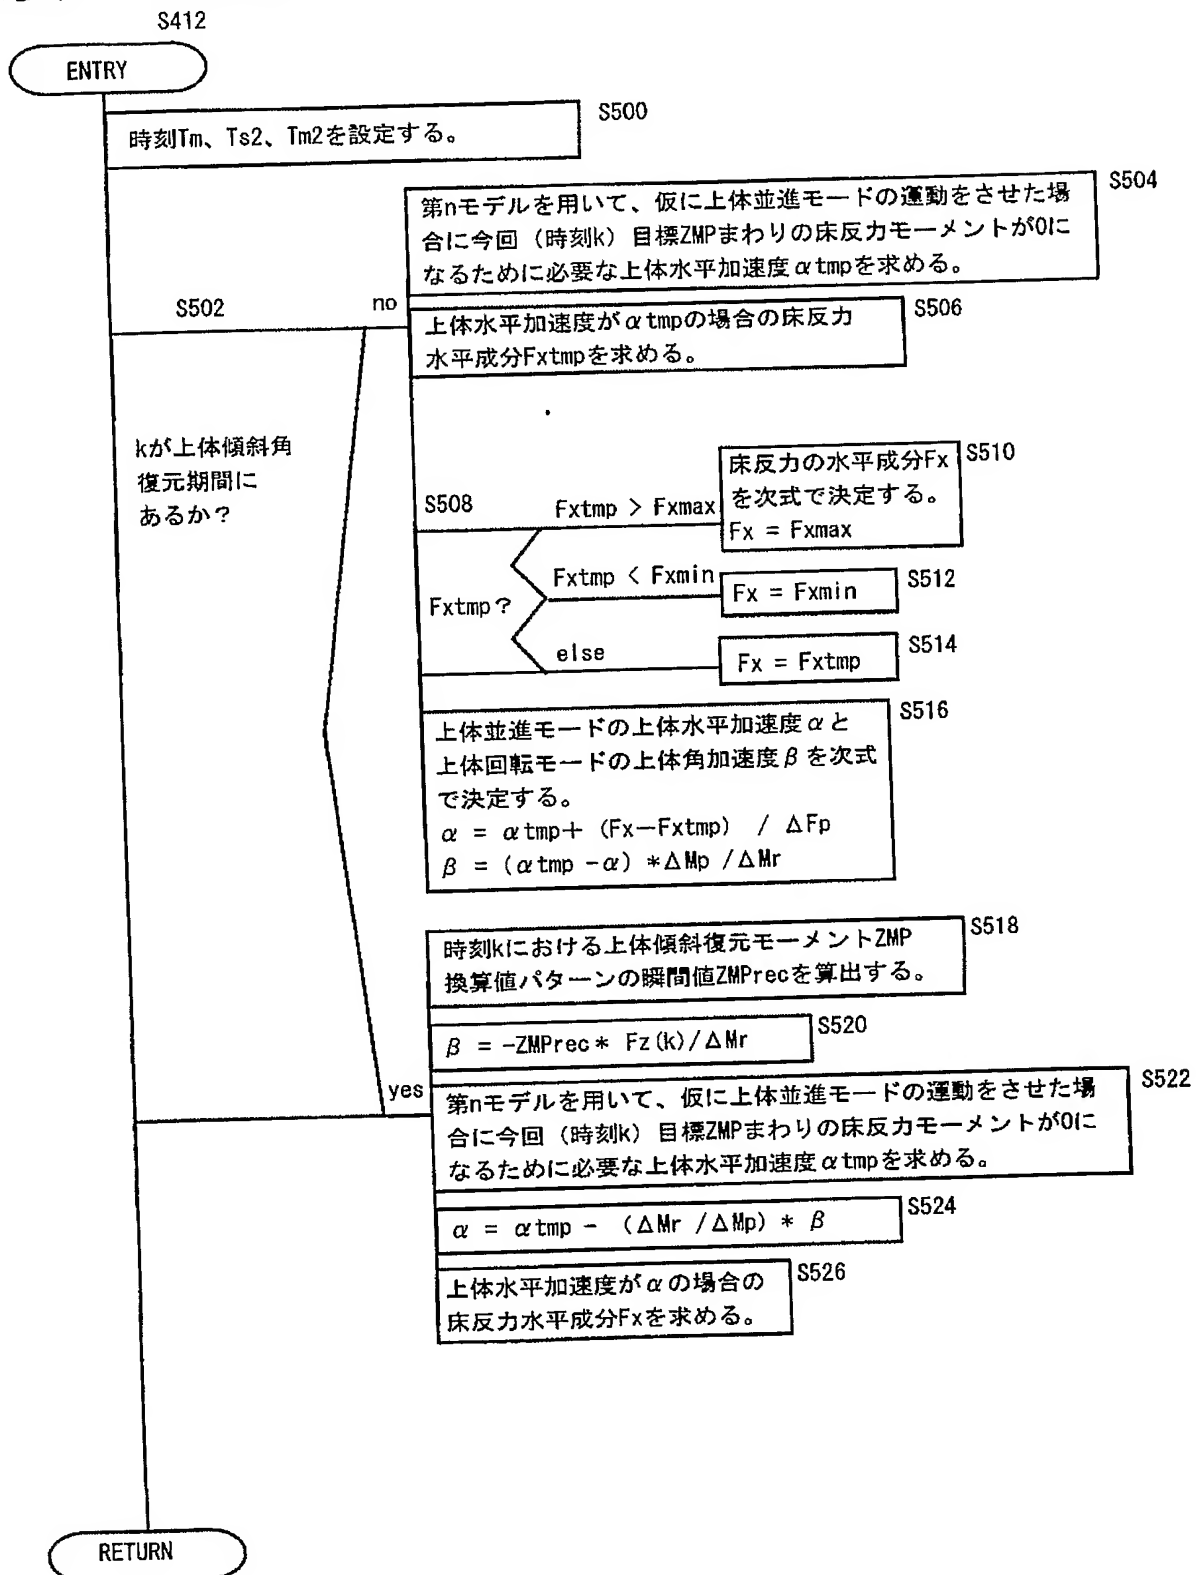 S412
ENTRY
S500
時刻Tm、Ts2、Tm2を設定する。
S504
第nモデルを用いて、仮に上体並進モードの運動をさせた場
合に今回（時刻k）目標ZMPまわりの床反力モーメントが0に
なるために必要な上体水平加速度αtmpを求める。
S502
no
S506
上体水平加速度がαtmpの場合の床反力
水平成分Fxtmpを求める。
kが上体傾斜角
復元期間に
あるか？
S508
Fxtmp > Fxmax
S510
床反力の水平成分Fx
を次式で決定する。
Fx = Fxmax
Fxtmp？
Fxtmp < Fxmin
S512
Fx = Fxmin
else
S514
Fx = Fxtmp
S516
上体並進モードの上体水平加速度αと
上体回転モードの上体角加速度βを次式
で決定する。
α = αtmp+ (Fx−Fxtmp) / ΔFp
β = (αtmp -α) *ΔMp /ΔMr
S518
時刻kにおける上体傾斜復元モーメントZMP
換算値パターンの瞬間値ZMPrecを算出する。
S520
β = -ZMPrec* Fz(k)/ΔMr
yes
S522
第nモデルを用いて、仮に上体並進モードの運動をさせた場
合に今回（時刻k）目標ZMPまわりの床反力モーメントが0に
なるために必要な上体水平加速度αtmpを求める。
S524
α = αtmp - (ΔMr /ΔMp) * β
S526
上体水平加速度がαの場合の
床反力水平成分Fxを求める。
RETURN